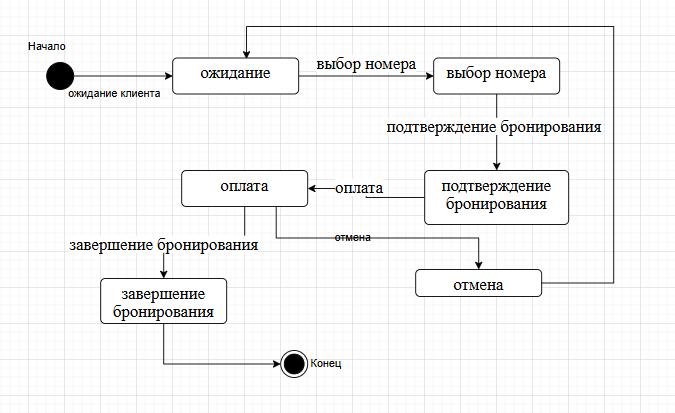 Начало
ожидание клиента
ожидание
выбор номера
выбор номера
подтверждение бронирования
подтверждение
бронирования
оплата
оплата
отмена
завершение бронирования
отмена
завершение
бронирования
Конец